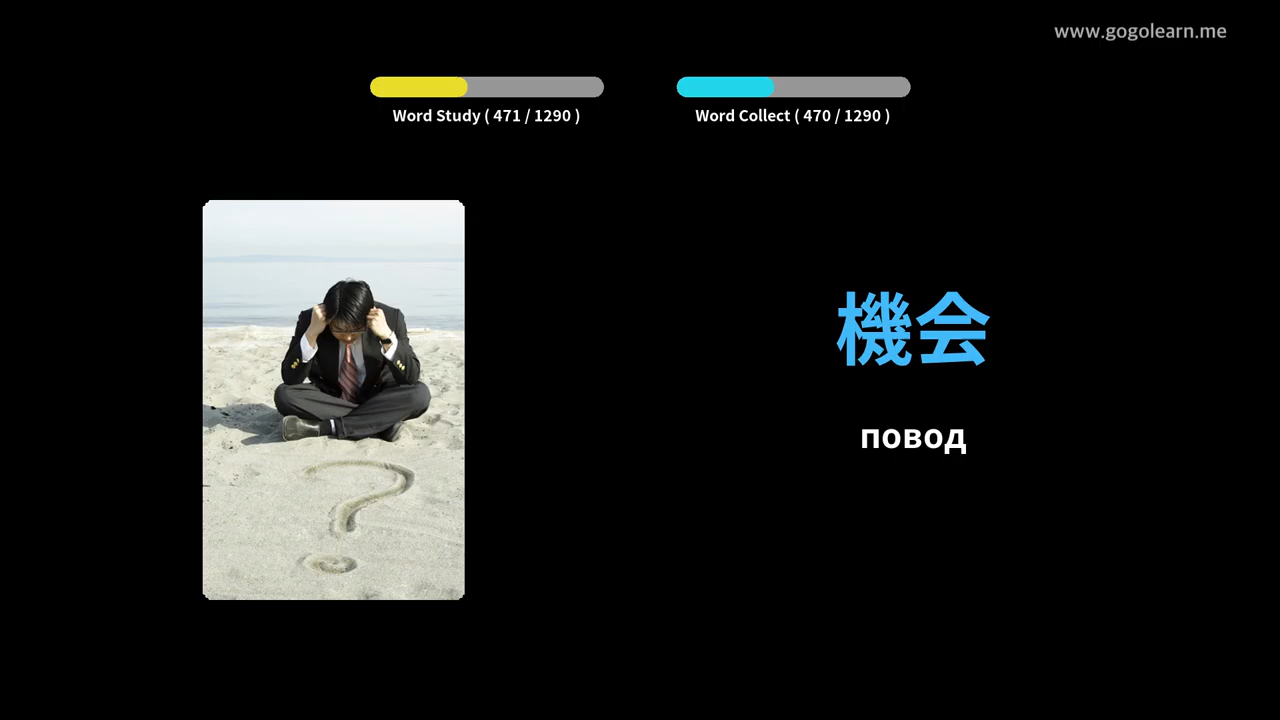 www.gogolearn.me
Word Study ( 471 / 1290 )
Word Collect ( 470 / 1290 )
機会
повод
?